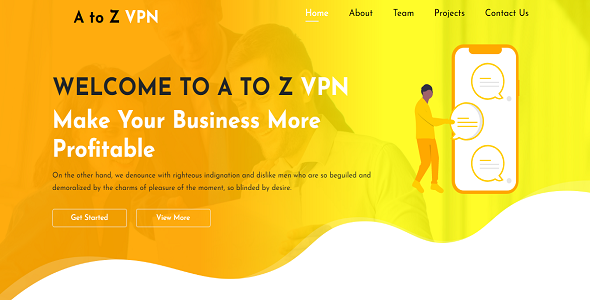 A to Z VPN
Home About Team Projects Contact Us
WELCOME TO A TO Z VPN
Make Your Business More
Profitable
On the other hand, we denounce with righteous indignation and dislike men who are so beguiled and
demoralized by the charms of pleasure of the moment, so blinded by desire.
Get Started View More